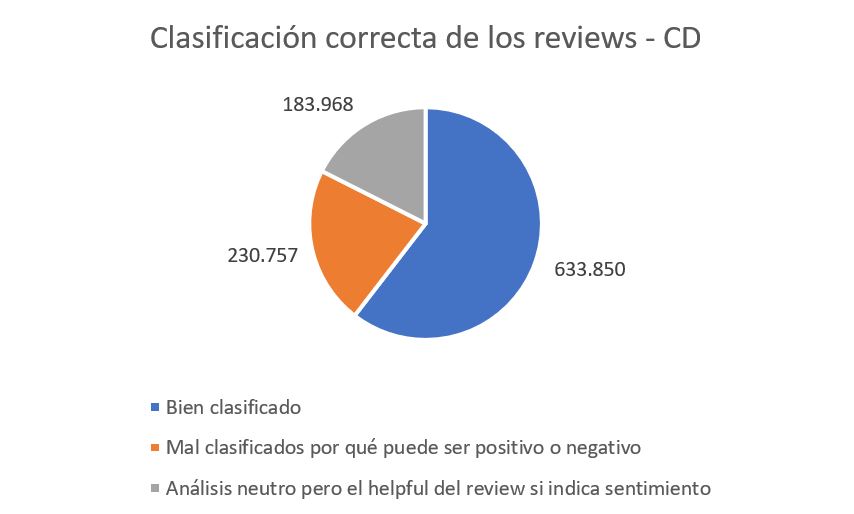 Clasificación correcta de los reviews - CD
183.968
230.757
633.850
Bien clasificado
Mal clasificados por qué puede ser positivo o negativo
Análisis neutro pero el helpful del review si indica sentimiento